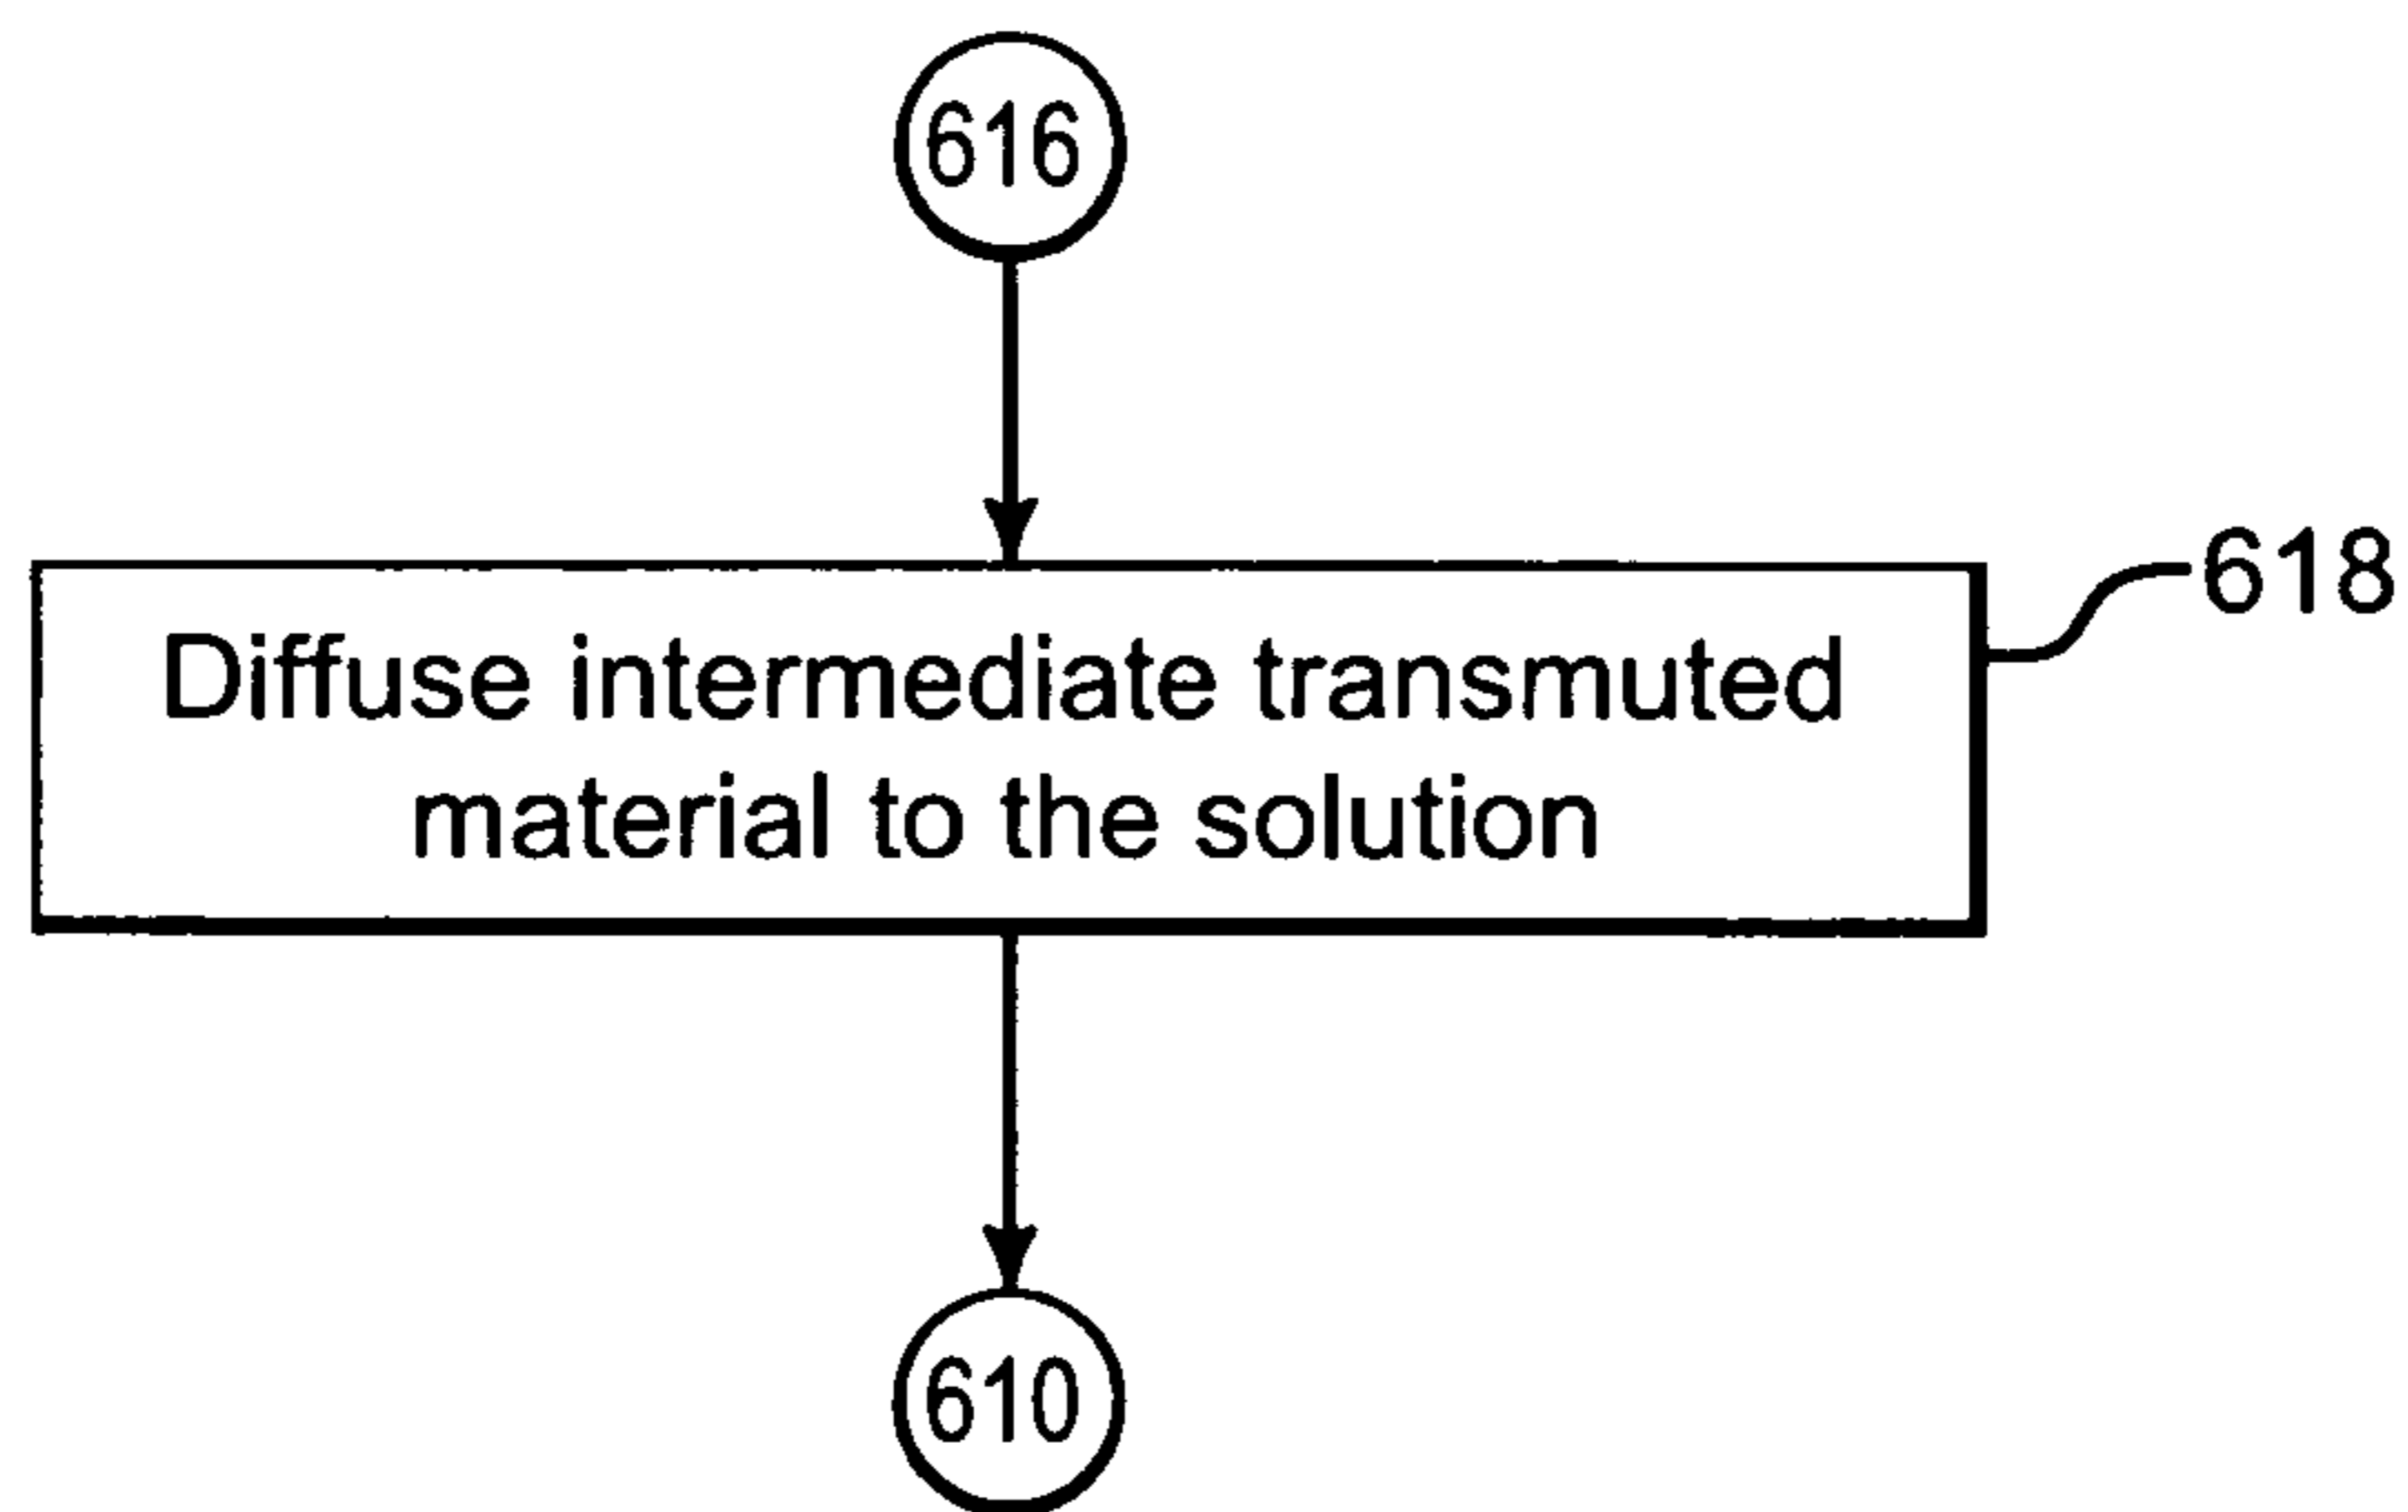 616
618
Diffuse intermediate transmuted
material to the solution
610